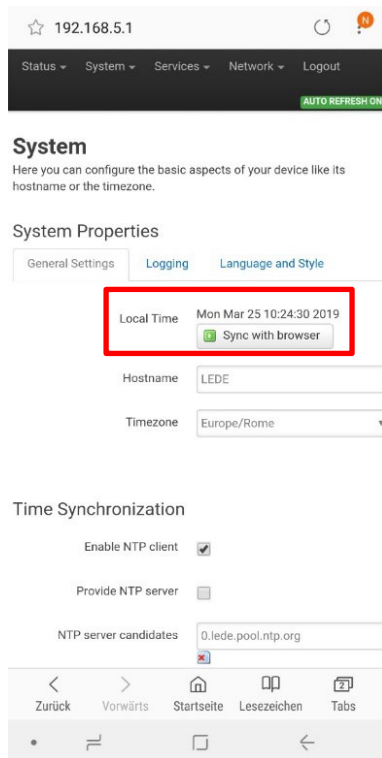 192.168.5.1
N
Status System Services Network Logout
AUTO REFRESH ON
System
Here you can configure the basic aspects of your device like its
hostname or the timezone.
System Properties
General Settings Logging Language and Style
Local Time Mon Mar 25 10:24:30 2019
Sync with browser
Hostname LEDE
Timezone Europe/Rome
Time Synchronization
Enable NTP client
Provide NTP server
NTP server candidates 0.lede.pool.ntp.org
2
Zurück Vorwärts Startseite Lesezeichen Tabs